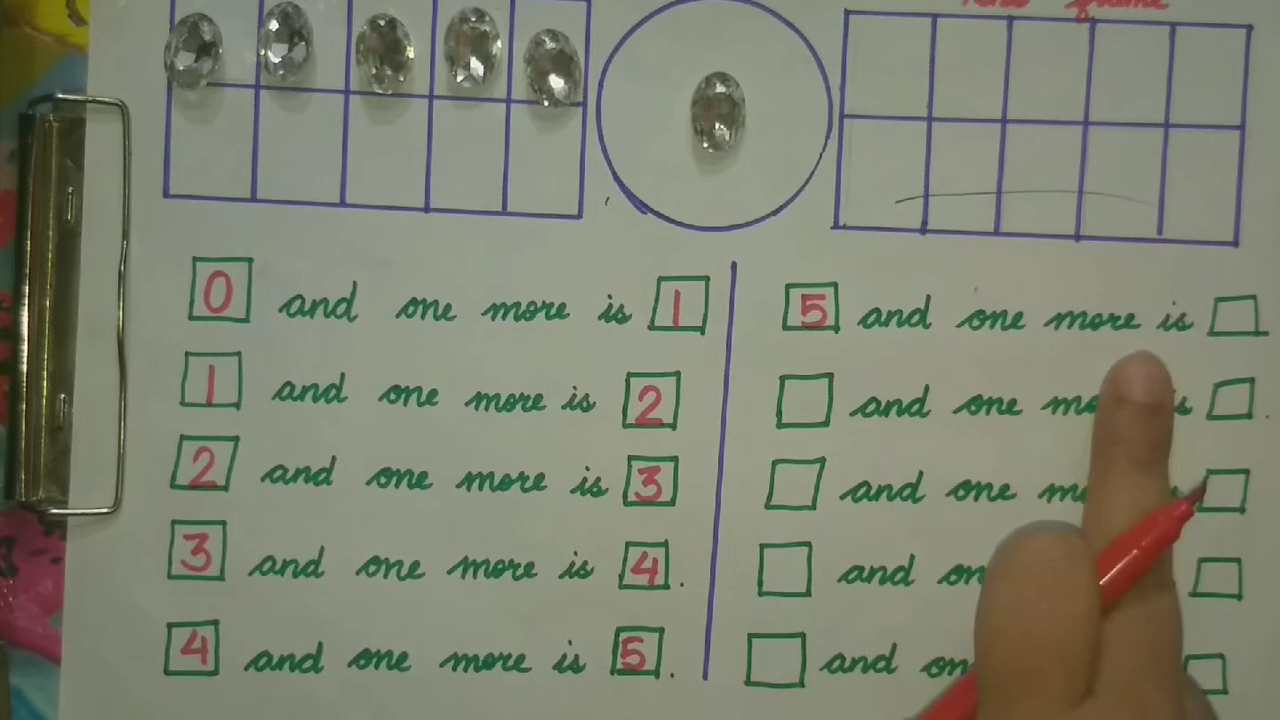 frame
0 and one more is 1
1 and one more is 2
2 and one more is 3
3 and one more is 4.
4 and one more is 5.
5 and one more is
and one
and one
and
and